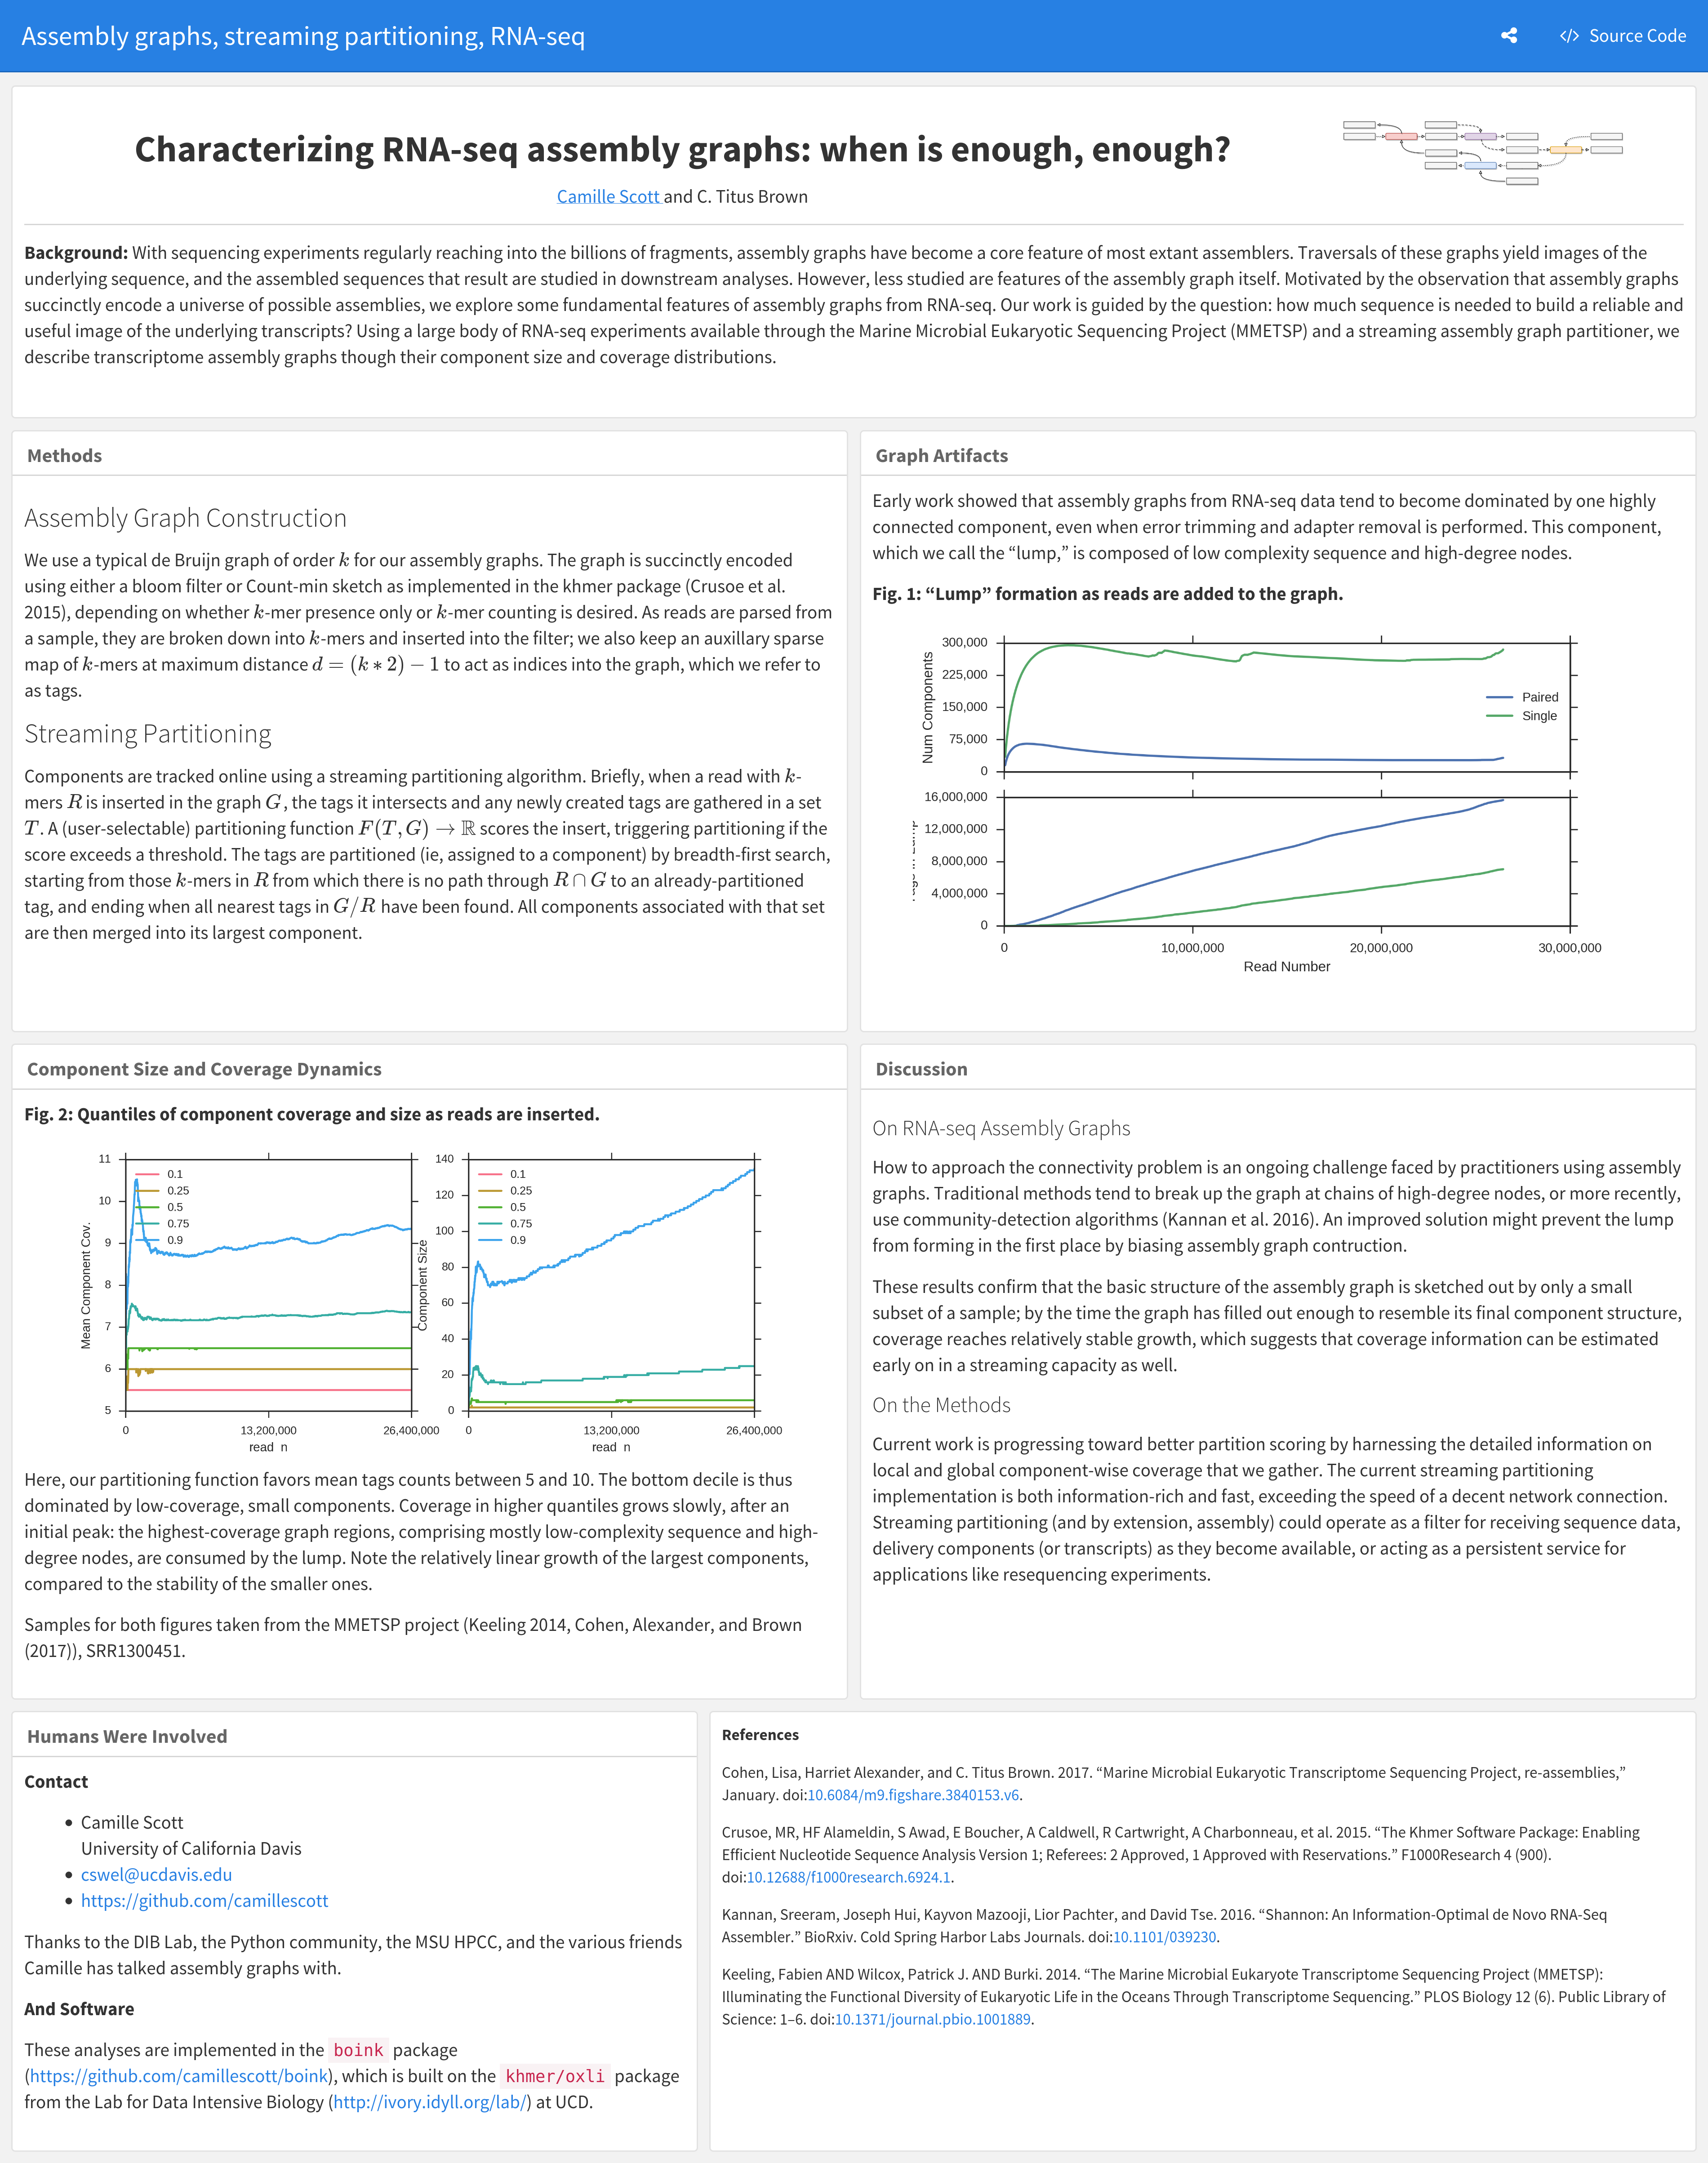 Assembly graphs, streaming partitioning, RNA-seq
Source Code
Characterizing RNA-seq assembly graphs: when is enough, enough?
Camille Scott and C. Titus Brown
Background: With sequencing experiments regularly reaching into the billions of fragments, assembly graphs have become a core feature of most extant assemblers. Traversals of these graphs yield images of the
underlying sequence, and the assembled sequences that result are studied in downstream analyses. However, less studied are features of the assembly graph itself. Motivated by the observation that assembly graphs
succinctly encode a universe of possible assemblies, we explore some fundamental features of assembly graphs from RNA-seq. Our work is guided by the question: how much sequence is needed to build a reliable and
useful image of the underlying transcripts? Using a large body of RNA-seq experiments available through the Marine Microbial Eukaryotic Sequencing Project (MMETSP) and a streaming assembly graph partitioner, we
describe transcriptome assembly graphs though their component size and coverage distributions.
Methods
Assembly Graph Construction
We use a typical de Bruijn graph of order k for our assembly graphs. The graph is succinctly encoded
using either a bloom filter or Count-min sketch as implemented in the khmer package (Crusoe et al.
2015), depending on whether k-mer presence only or k-mer counting is desired. As reads are parsed from
a sample, they are broken down into k-mers and inserted into the filter; we also keep an auxillary sparse
map of k-mers at maximum distance d = (k ∗ 2) − 1 to act as indices into the graph, which we refer to
as tags.
Streaming Partitioning
Components are tracked online using a streaming partitioning algorithm. Briefly, when a read with k-
mers R is inserted in the graph G, the tags it intersects and any newly created tags are gathered in a set
T. A (user-selectable) partitioning function F(T, G) → ℝ scores the insert, triggering partitioning if the
score exceeds a threshold. The tags are partitioned (ie, assigned to a component) by breadth-first search,
starting from those k-mers in R from which there is no path through R ∩ G to an already-partitioned
tag, and ending when all nearest tags in G/R have been found. All components associated with that set
are then merged into its largest component.
Graph Artifacts
Early work showed that assembly graphs from RNA-seq data tend to become dominated by one highly
connected component, even when error trimming and adapter removal is performed. This component,
which we call the “lump,” is composed of low complexity sequence and high-degree nodes.
Fig. 1: “Lump” formation as reads are added to the graph.
Num Components
300,000
225,000
150,000
75,000
0
Paired
Single
16,000,000
12,000,000
8,000,000
4,000,000
0
0
10,000,000
20,000,000
30,000,000
Read Number
Component Size and Coverage Dynamics
Fig. 2: Quantiles of component coverage and size as reads are inserted.
Mean Component Cov.
11
10
9
8
7
6
5
0.1
0.25
0.5
0.75
0.9
0
13,200,000
26,400,000
read n
Component Size
140
120
100
80
60
40
20
0
0.1
0.25
0.5
0.75
0.9
0
13,200,000
26,400,000
read n
Here, our partitioning function favors mean tags counts between 5 and 10. The bottom decile is thus
dominated by low-coverage, small components. Coverage in higher quantiles grows slowly, after an
initial peak: the highest-coverage graph regions, comprising mostly low-complexity sequence and high-
degree nodes, are consumed by the lump. Note the relatively linear growth of the largest components,
compared to the stability of the smaller ones.
Samples for both figures taken from the MMETSP project (Keeling 2014, Cohen, Alexander, and Brown
(2017)), SRR1300451.
Discussion
On RNA-seq Assembly Graphs
How to approach the connectivity problem is an ongoing challenge faced by practitioners using assembly
graphs. Traditional methods tend to break up the graph at chains of high-degree nodes, or more recently,
use community-detection algorithms (Kannan et al. 2016). An improved solution might prevent the lump
from forming in the first place by biasing assembly graph contruction.
These results confirm that the basic structure of the assembly graph is sketched out by only a small
subset of a sample; by the time the graph has filled out enough to resemble its final component structure,
coverage reaches relatively stable growth, which suggests that coverage information can be estimated
early on in a streaming capacity as well.
On the Methods
Current work is progressing toward better partition scoring by harnessing the detailed information on
local and global component-wise coverage that we gather. The current streaming partitioning
implementation is both information-rich and fast, exceeding the speed of a decent network connection.
Streaming partitioning (and by extension, assembly) could operate as a filter for receiving sequence data,
delivery components (or transcripts) as they become available, or acting as a persistent service for
applications like resequencing experiments.
Humans Were Involved
Contact
• Camille Scott
University of California Davis
• cswel@ucdavis.edu
• https://github.com/camillescott
Thanks to the DIB Lab, the Python community, the MSU HPCC, and the various friends
Camille has talked assembly graphs with.
And Software
These analyses are implemented in the boink package
(https://github.com/camillescott/boink), which is built on the khmer/oxli package
from the Lab for Data Intensive Biology (http://ivory.idyll.org/lab/) at UCD.
References
Cohen, Lisa, Harriet Alexander, and C. Titus Brown. 2017. “Marine Microbial Eukaryotic Transcriptome Sequencing Project, re-assemblies,”
January. doi:10.6084/m9.figshare.3840153.v6.
Crusoe, MR, HF Alameldin, S Awad, E Boucher, A Caldwell, R Cartwright, A Charbonneau, et al. 2015. “The Khmer Software Package: Enabling
Efficient Nucleotide Sequence Analysis Version 1; Referees: 2 Approved, 1 Approved with Reservations.” F1000Research 4 (900).
doi:10.12688/f1000research.6924.1.
Kannan, Sreeram, Joseph Hui, Kayvon Mazooji, Lior Pachter, and David Tse. 2016. “Shannon: An Information-Optimal de Novo RNA-Seq
Assembler.” BioRxiv. Cold Spring Harbor Labs Journals. doi:10.1101/039230.
Keeling, Fabien AND Wilcox, Patrick J. AND Burki. 2014. “The Marine Microbial Eukaryote Transcriptome Sequencing Project (MMETSP):
Illuminating the Functional Diversity of Eukaryotic Life in the Oceans Through Transcriptome Sequencing.” PLOS Biology 12 (6). Public Library of
Science: 1–6. doi:10.1371/journal.pbio.1001889.